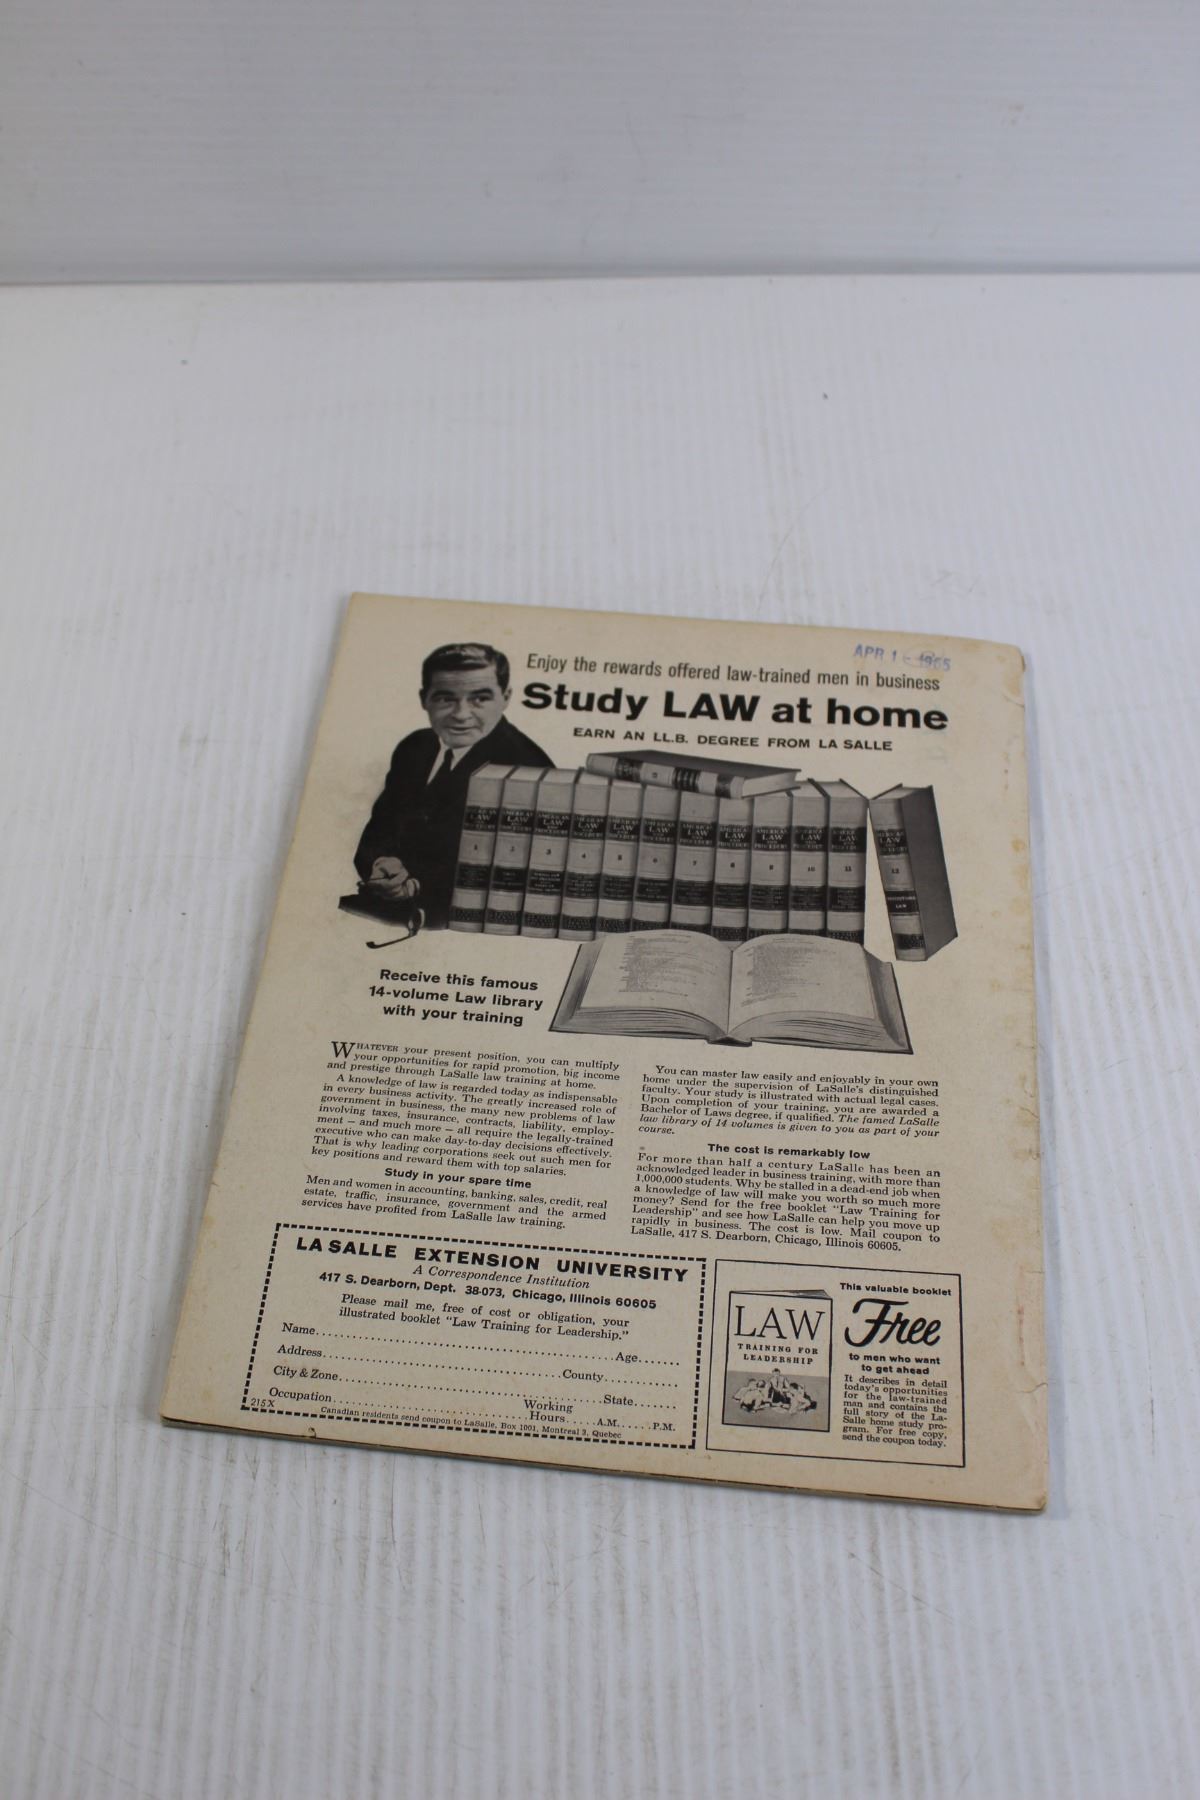 APR 1 1965
Enjoy the rewards offered law-trained men in business
Study LAW at home
EARN AN LL.B. DEGREE FROM LA SALLE
AMERICAN LAW AND PROCEDURE
1
2
3
4
5
6
7
8
9
10
11
12
Receive this famous
14-volume Law library
with your training
WHATEVER your present position, you can multiply
your opportunities for rapid promotion, big income
and prestige through LaSalle law training at home.
A knowledge of law is regarded today as indispensable
in every business activity. The greatly increased role of
government in business, the many new problems of law
involving taxes, insurance, contracts, liability, employ-
ment — and much more — all require the legally-trained
executive who can make day-to-day decisions effectively.
That is why leading corporations seek out such men for
key positions and reward them with top salaries.
Study in your spare time
Men and women in accounting, banking, sales, credit, real
estate, traffic, insurance, government and the armed
services have profited from LaSalle law training.
You can master law easily and enjoyably in your own
home under the supervision of LaSalle's distinguished
faculty. Your study is illustrated with actual legal cases.
Upon completion of your training, you are awarded a
Bachelor of Laws degree, if qualified. The famed LaSalle
law library of 14 volumes is given to you as part of your
course.
The cost is remarkably low
For more than half a century LaSalle has been an
acknowledged leader in business training, with more than
1,000,000 students. Why be stalled in a dead-end job when
a knowledge of law will make you worth so much more
money? Send for the free booklet "Law Training for
Leadership" and see how LaSalle can help you move up
rapidly in business. The cost is low. Mail coupon to
LaSalle, 417 S. Dearborn, Chicago, Illinois 60605.
LA SALLE EXTENSION UNIVERSITY
A Correspondence Institution
417 S. Dearborn, Dept. 38-073, Chicago, Illinois 60605
Please mail me, free of cost or obligation, your
illustrated booklet "Law Training for Leadership."
Name.......................................Age.......
Address...............................County............
City & Zone...............................State.......
Occupation......................Working Hours.....A.M......P.M.
215X
Canadian residents send coupon to LaSalle, Box 1001, Montreal 3, Quebec
LAW
TRAINING FOR
LEADERSHIP
This valuable booklet
Free
to men who want
to get ahead
It describes in detail
today's opportunities
for the law-trained
man and contains the
full story of the La-
Salle home study pro-
gram. For free copy,
send the coupon today.